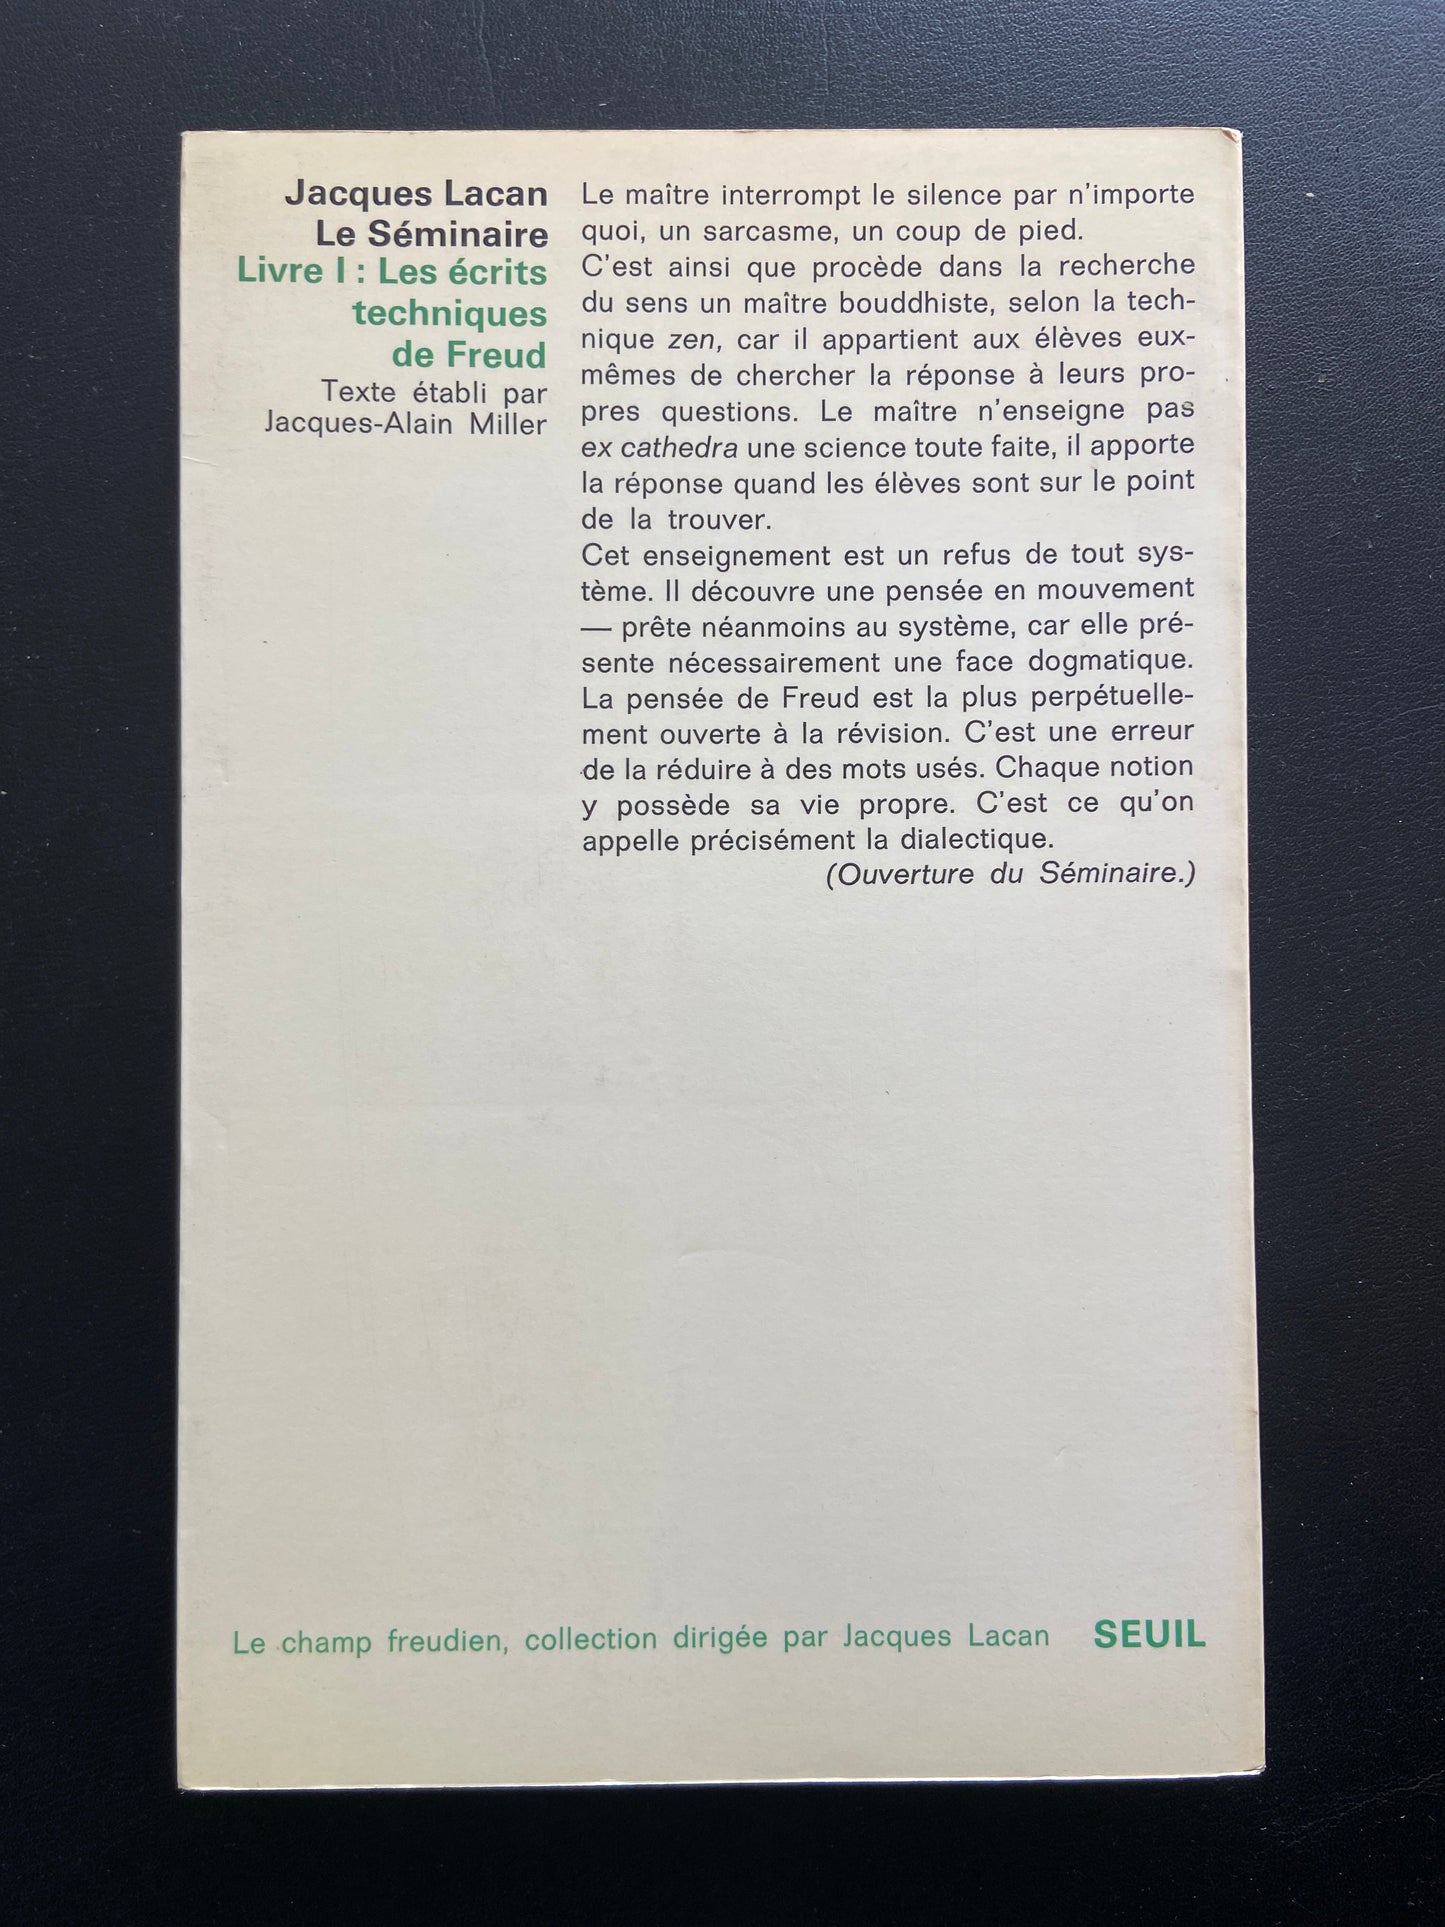 Jacques Lacan
Le Séminaire
Livre I : Les écrits
techniques
de Freud
Texte établi par
Jacques-Alain Miller
Le maître interrompt le silence par n'importe
quoi, un sarcasme, un coup de pied.
C'est ainsi que procède dans la recherche
du sens un maître bouddhiste, selon la tech-
nique zen, car il appartient aux élèves eux-
mêmes de chercher la réponse à leurs pro-
pres questions. Le maître n'enseigne pas
ex cathedra une science toute faite, il apporte
la réponse quand les élèves sont sur le point
de la trouver.
Cet enseignement est un refus de tout sys-
tème. Il découvre une pensée en mouvement
— prête néanmoins au système, car elle pré-
sente nécessairement une face dogmatique.
La pensée de Freud est la plus perpétuelle-
ment ouverte à la révision. C'est une erreur
de la réduire à des mots usés. Chaque notion
y possède sa vie propre. C'est ce qu'on
appelle précisément la dialectique.
(Ouverture du Séminaire.)
Le champ freudien, collection dirigée par Jacques Lacan SEUIL